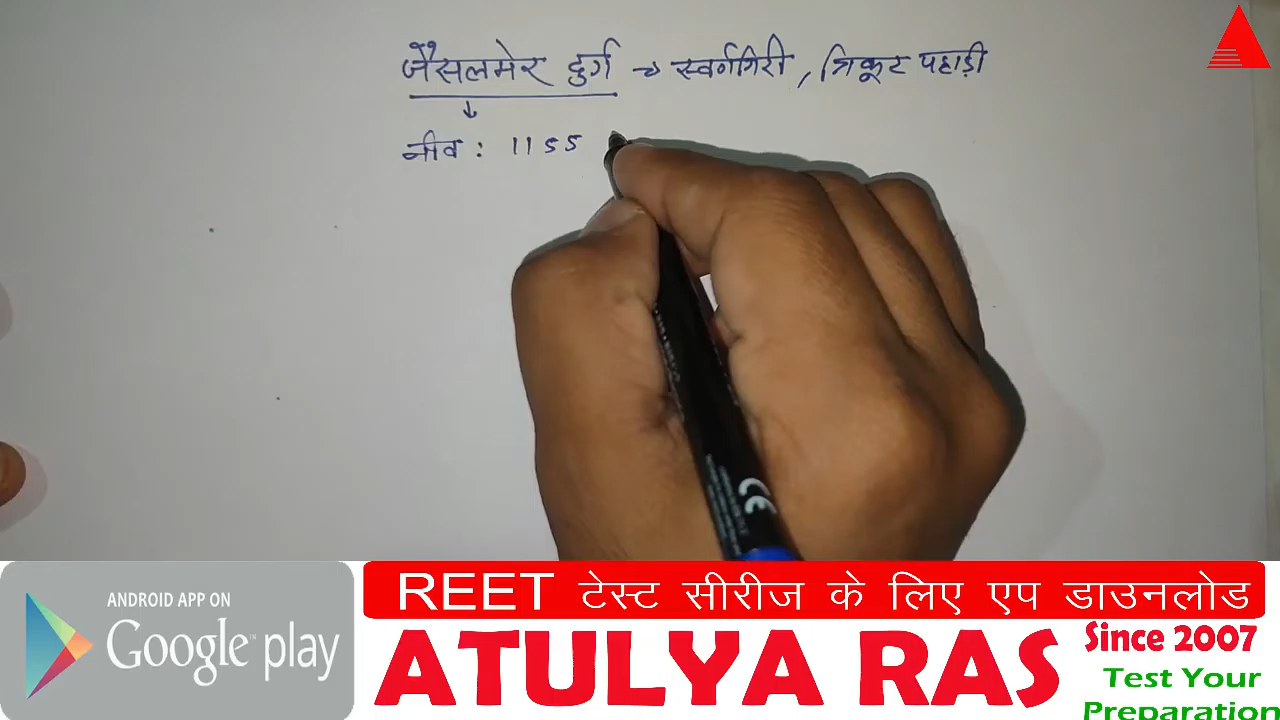 जैसलमेर दुर्ग → स्वर्णगिरी, त्रिकूट पहाड़ी
नींव : 1155
CE
ANDROID APP ON
Google play
REET टेस्ट सीरीज के लिए एप डाउनलोड
ATULYA RAS
Since 2007
Test Your
Preparation